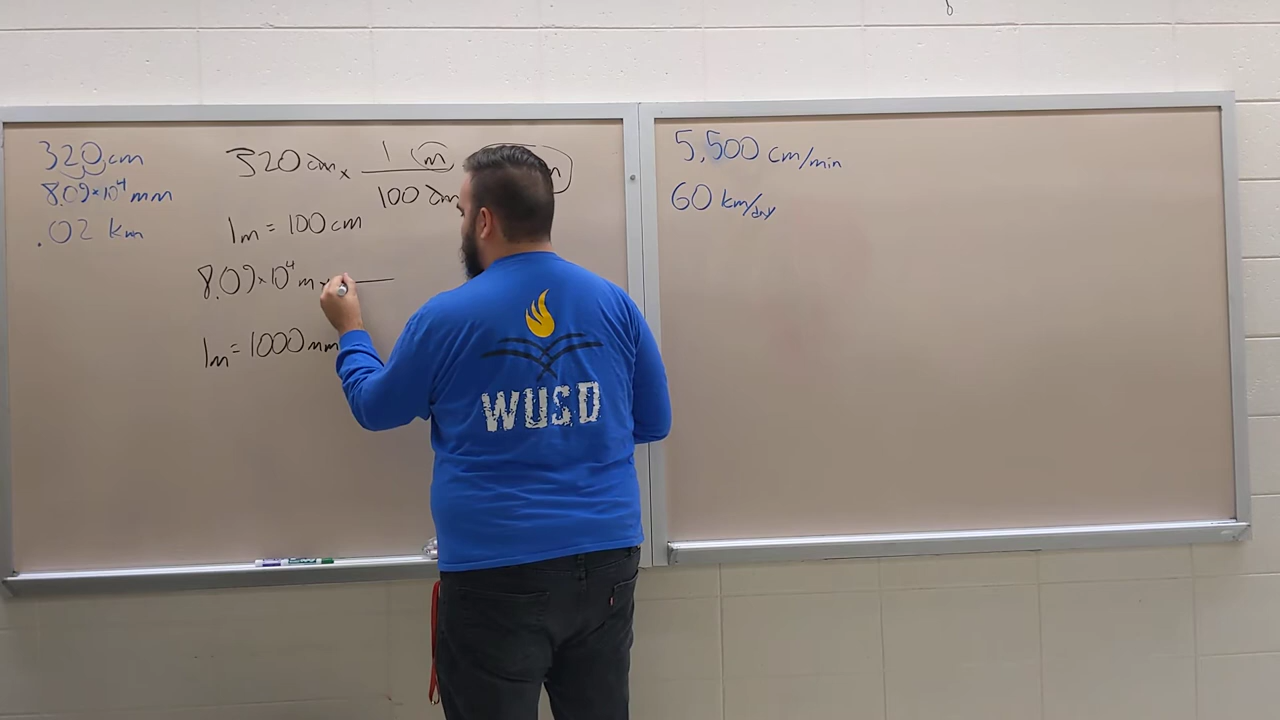 320 cm
8.09×10⁴ mm
.02 km
320 cm × 1 m
100 cm
1m = 100 cm
8.09×10⁴ m
1m = 1000 mm
5,500 cm/min
60 km/day
WUSD